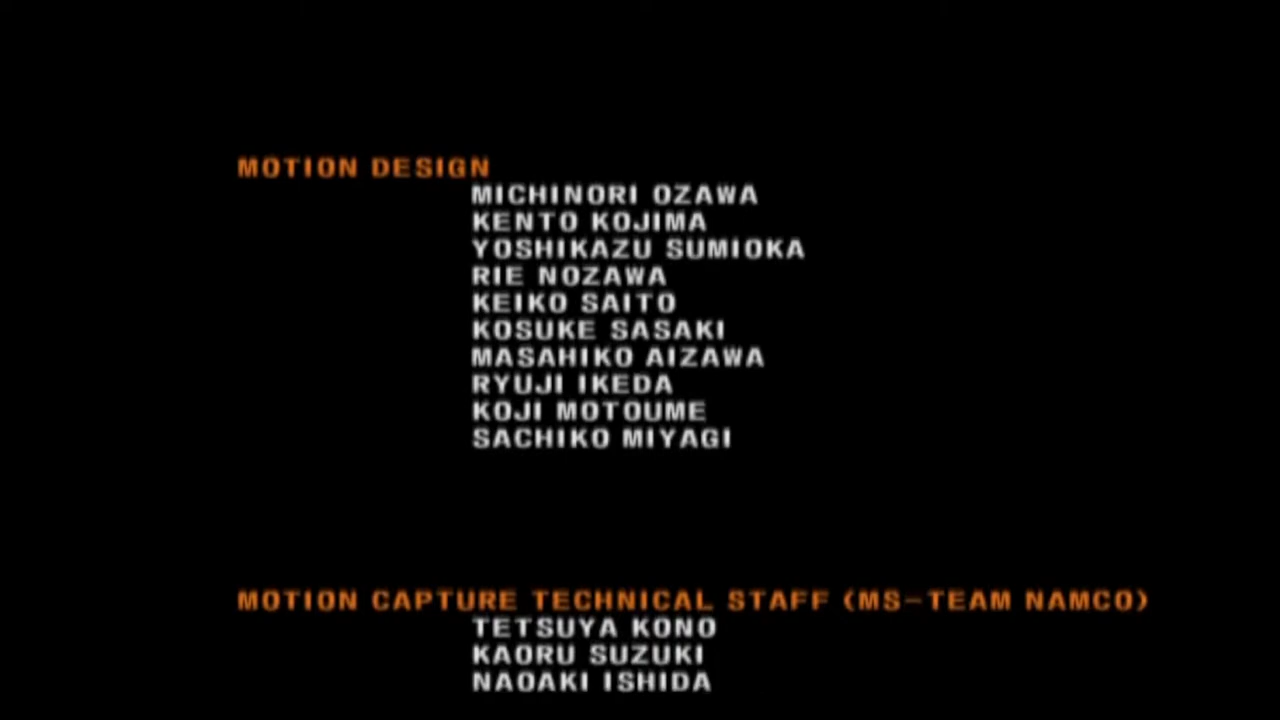 MOTION DESIGN
MICHINORI OZAWA
KENTO KOJIMA
YOSHIKAZU SUMIOKA
RIE NOZAWA
KEIKO SAITO
KOSUKE SASAKI
MASAHIKO AIZAWA
RYUJI IKEDA
KOJI MOTOUME
SACHIKO MIYAGI
MOTION CAPTURE TECHNICAL STAFF (MS-TEAM NAMCO)
TETSUYA KONO
KAORU SUZUKI
NAOAKI ISHIDA